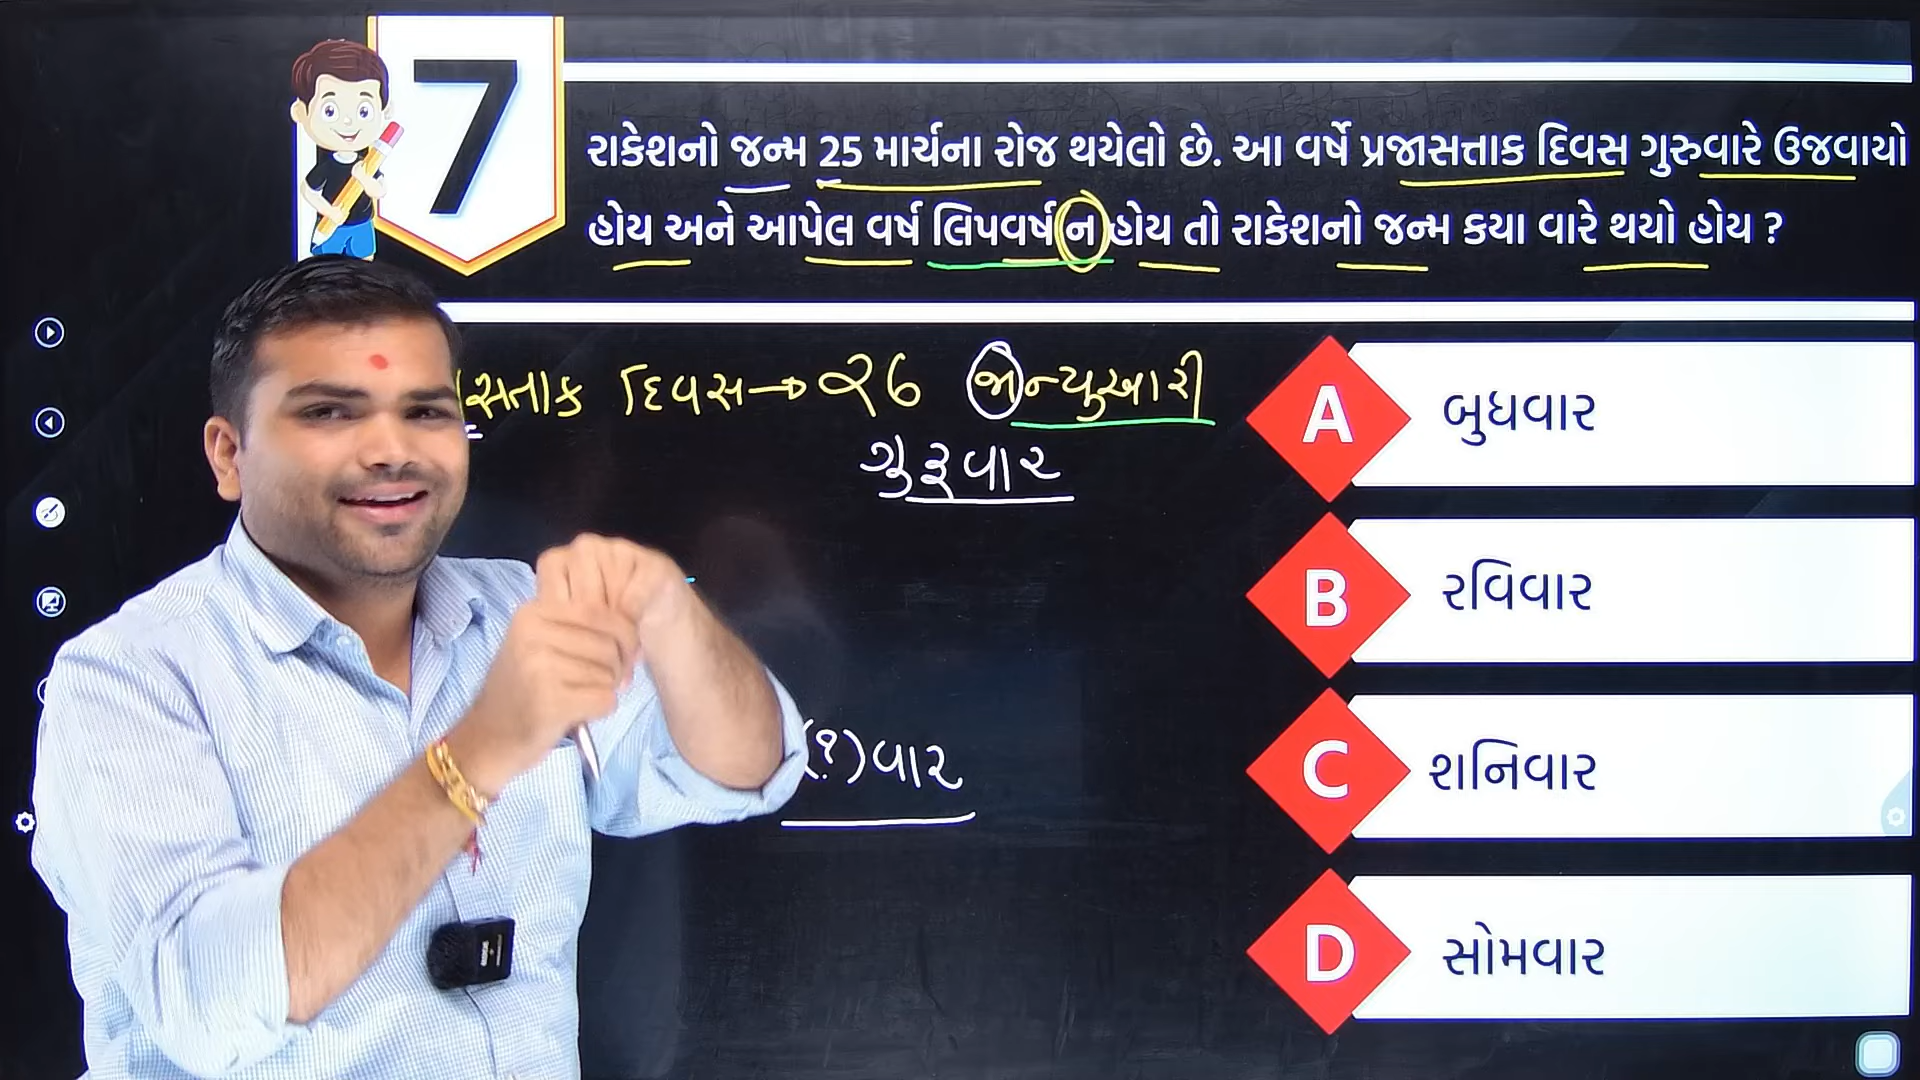 7
રાકેશનો જન્મ 25 માર્ચના રોજ થયેલો છે. આ વર્ષે પ્રજાસત્તાક દિવસ ગુરુવારે ઉજવાયો
હોય અને આપેલ વર્ષ લિપવર્ષ ન હોય તો રાકેશનો જન્મ કયા વારે થયો હોય ?
સતાક દિવસ → ૨૬ જાન્યુઆરી
ગુરૂવાર
(?)વાર
A બુધવાર
B રવિવાર
C શનિવાર
D સોમવાર